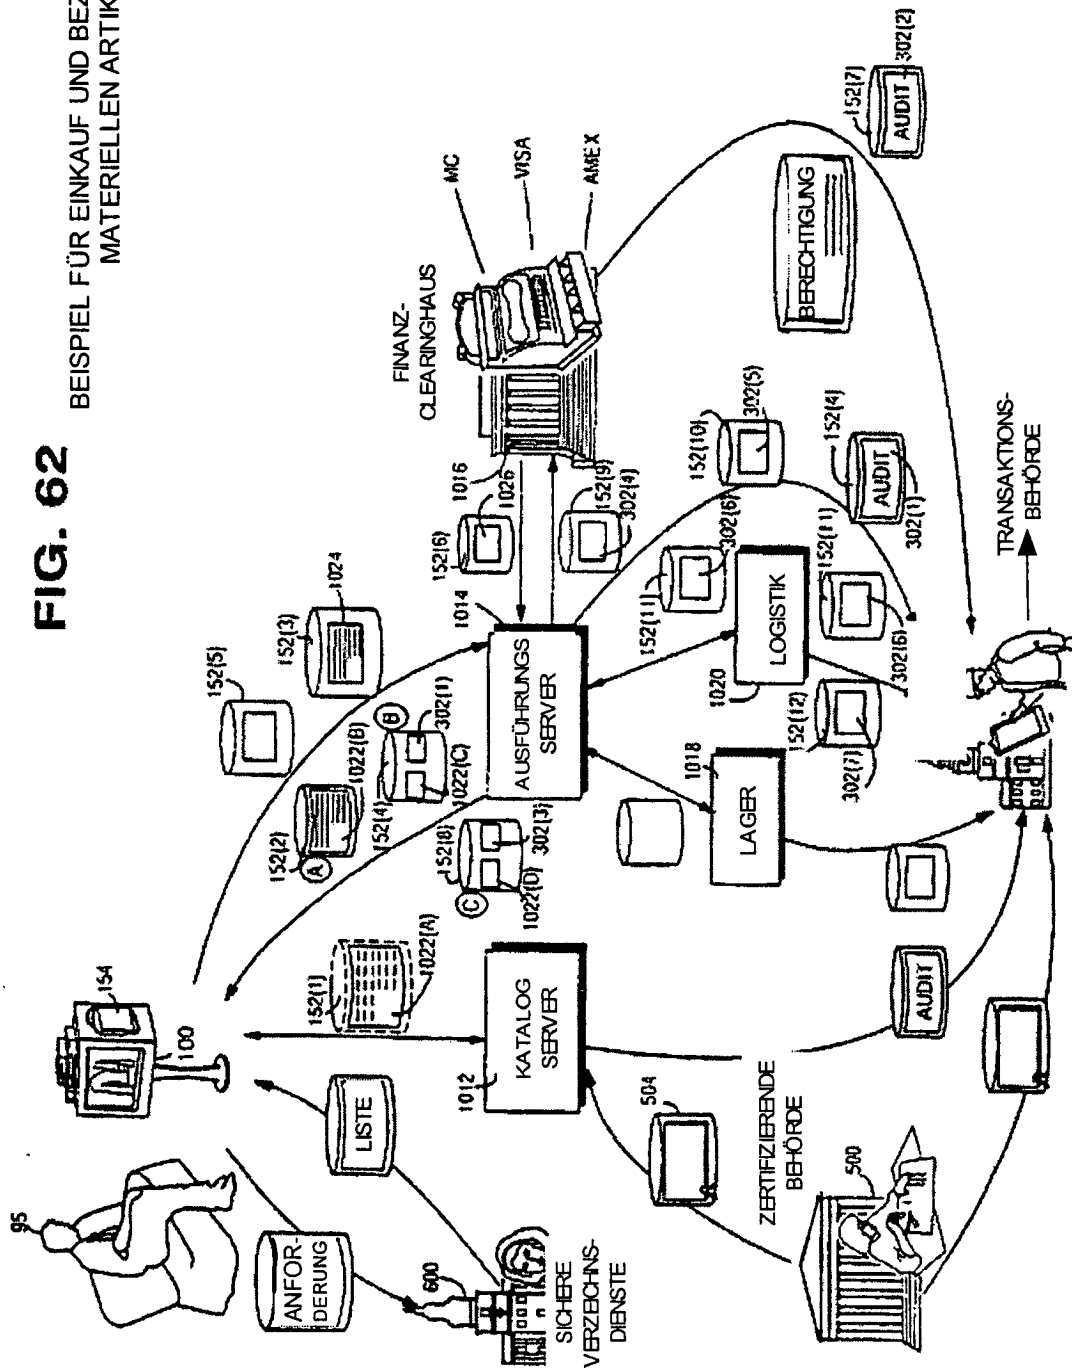 FIG. 62
BEISPIEL FÜR EINKAUF UND BEZ
MATERIELLEN ARTIK
95
154
100
ANFOR-
DERUNG
LISTE
600
SICHERE
VERZEICHNS-
DIENSTE
152(1)
1022(A)
1012
KATALOG
SERVER
504
ZERTIFIZIERENDE
BEHÖRDE
500
AUDIT
152(5)
152(3)
1024
152(2)
A
1022(B)
152(4)
B
302(1)
1022(C)
152(8)
C
302(3)
1022(D)
1014
AUSFÜHRUNGS
SERVER
1018
LAGER
1020
LOGISTIK
152(11)
302(6)
152(11)
302(6)
152(12)
302(7)
152(6)
1026
1016
152(9)
302(4)
152(10)
302(5)
152(4)
AUDIT
302(1)
FINANZ-
CLEARINGHAUS
MC
VISA
AMEX
BERECHTIGUNG
152(7)
AUDIT
302(2)
TRANSAKTIONS-
BEHÖRDE